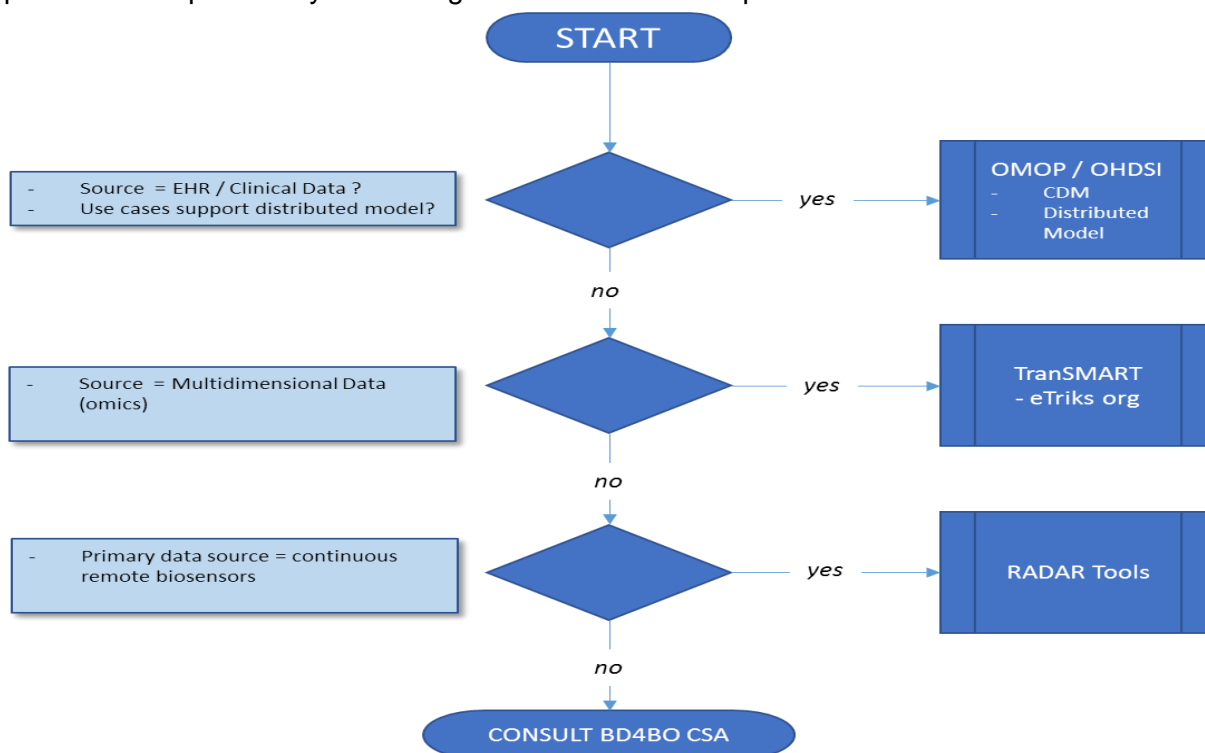 START
- Source = EHR / Clinical Data ?
- Use cases support distributed model?
yes
OMOP / OHDSI
- CDM
- Distributed
Model
no
- Source = Multidimensional Data
(omics)
yes
TranSMART
- eTriks org
no
- Primary data source = continuous
remote biosensors
yes
RADAR Tools
no
CONSULT BD4BO CSA